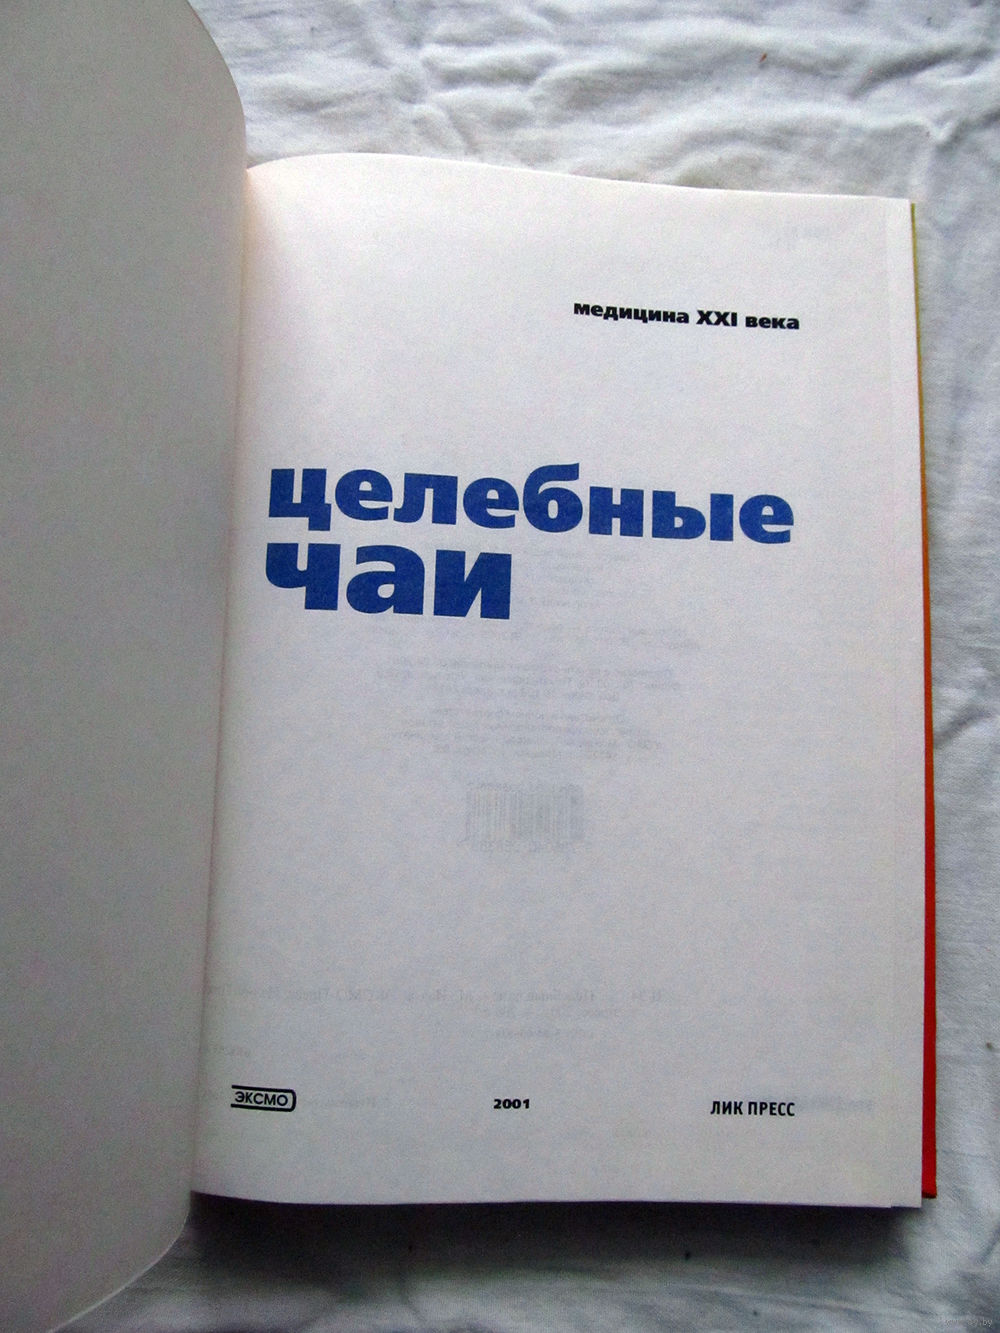 медицина XXI века
целебные
чаи
ЭКСМО
2001
ЛИК ПРЕСС